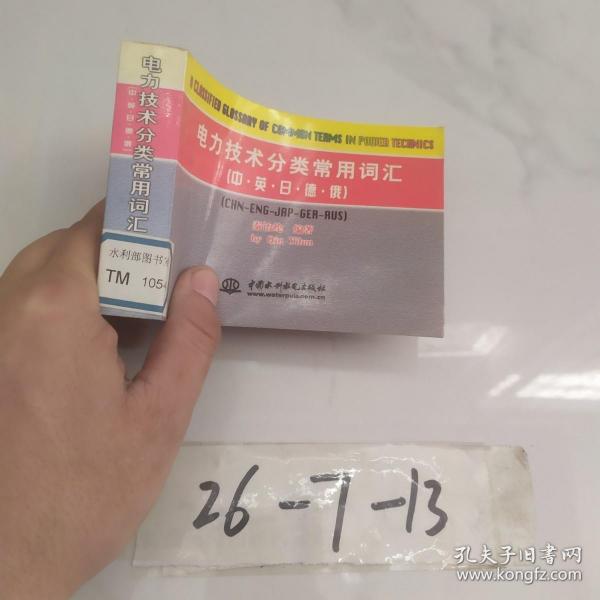 电力技术分类常用词汇
(中·英·日·德·俄)
水利部图书
TM 105
A CLASSIFIED GLOSSARY OF COMMON TERMS IN POWER TECHNICS
电力技术分类常用词汇
(中·英·日·德·俄)
(CHN-ENG-JAP-GER-RUS)
编著
by Qin
中国水利水电出版社
www.waterpub.com.cn
26-7-13
孔夫子旧书网
www.kongfz.com